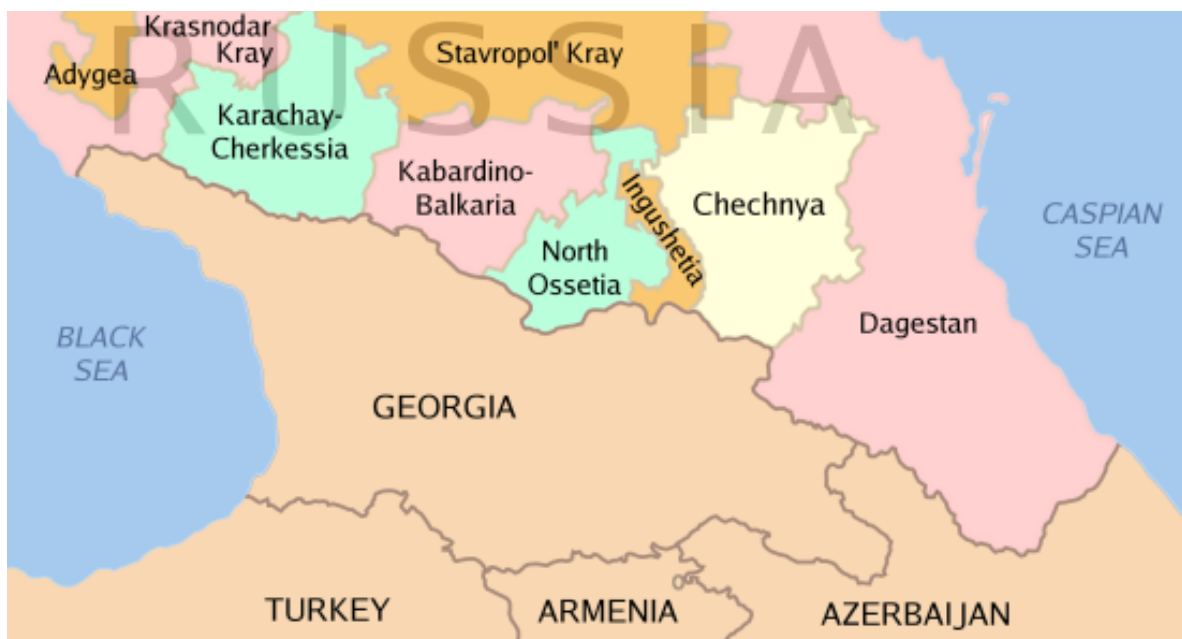 RUSSIA
Krasnodar
Kray
Stavropol' Kray
Adygea
Karachay-
Cherkessia
Kabardino-
Balkaria
Ingushetia
Chechnya
CASPIAN
SEA
North
Ossetia
Dagestan
BLACK
SEA
GEORGIA
TURKEY
ARMENIA
AZERBAIJAN